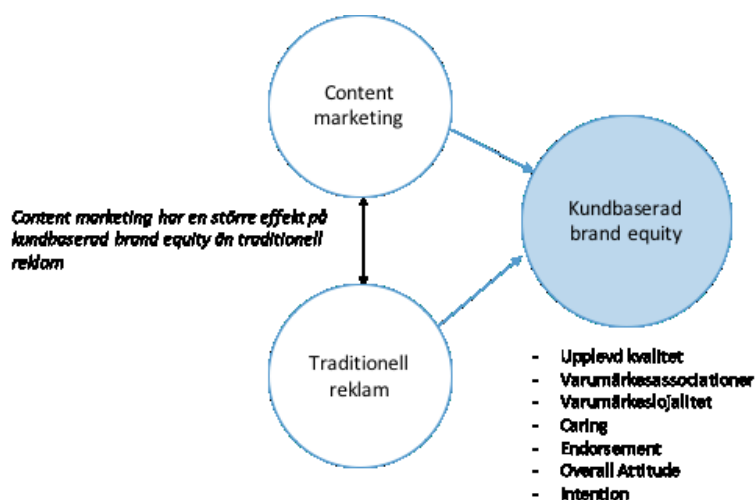 Content
marketing
Kundbaserad
brand equity
Content marketing har en större effekt på
kundbaserad brand equity än traditionell
reklam
Traditionell
reklam
- Upplevd kvalitet
- Varumärkesassociationer
- Varumärkeslojalitet
- Caring
- Endorsement
- Overall Attitude
- Intention